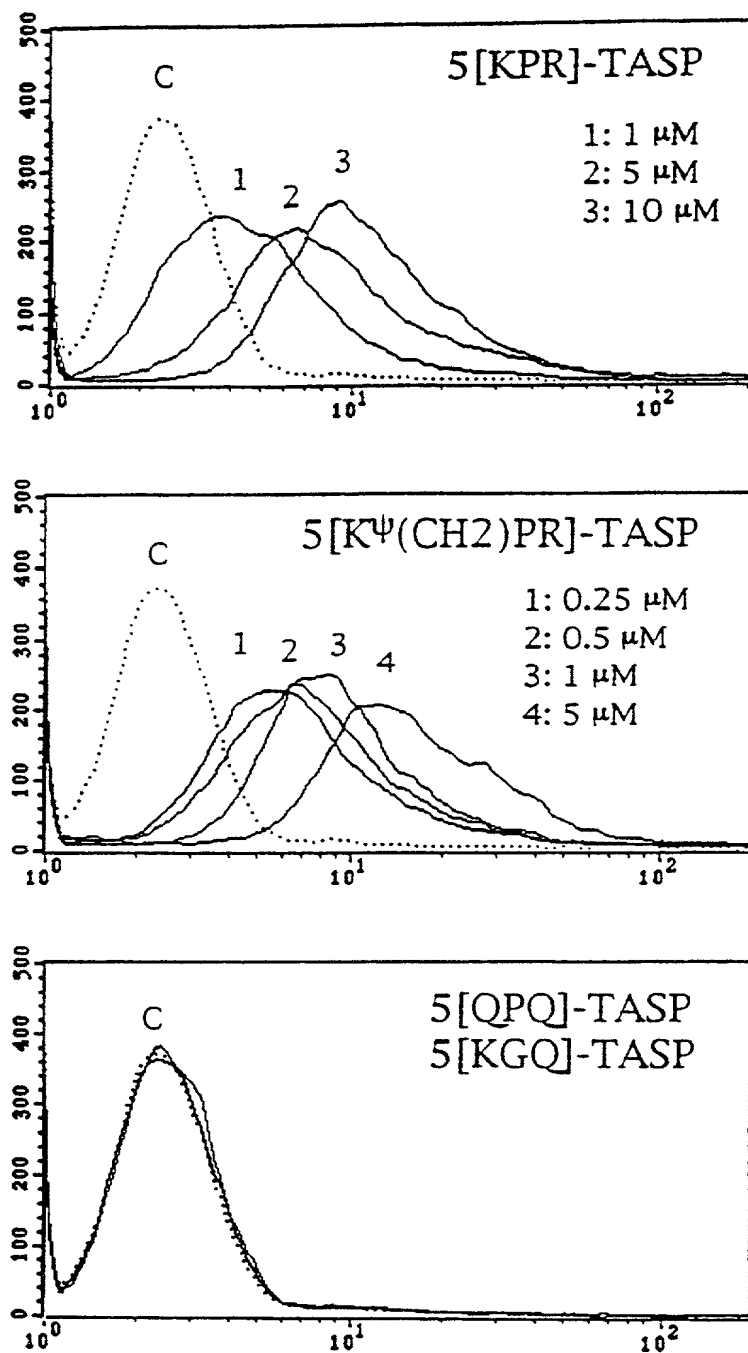 500
400
300
200
100
0
C
1
2
3
5[KPR]-TASP
1: 1 μM
2: 5 μM
3: 10 μM
10^0
10^1
10^2
500
400
300
200
100
0
C
1
2
3
4
5[KΨ(CH2)PR]-TASP
1: 0.25 μM
2: 0.5 μM
3: 1 μM
4: 5 μM
10^0
10^1
10^2
500
400
300
200
100
0
C
5[QPQ]-TASP
5[KGQ]-TASP
10^0
10^1
10^2